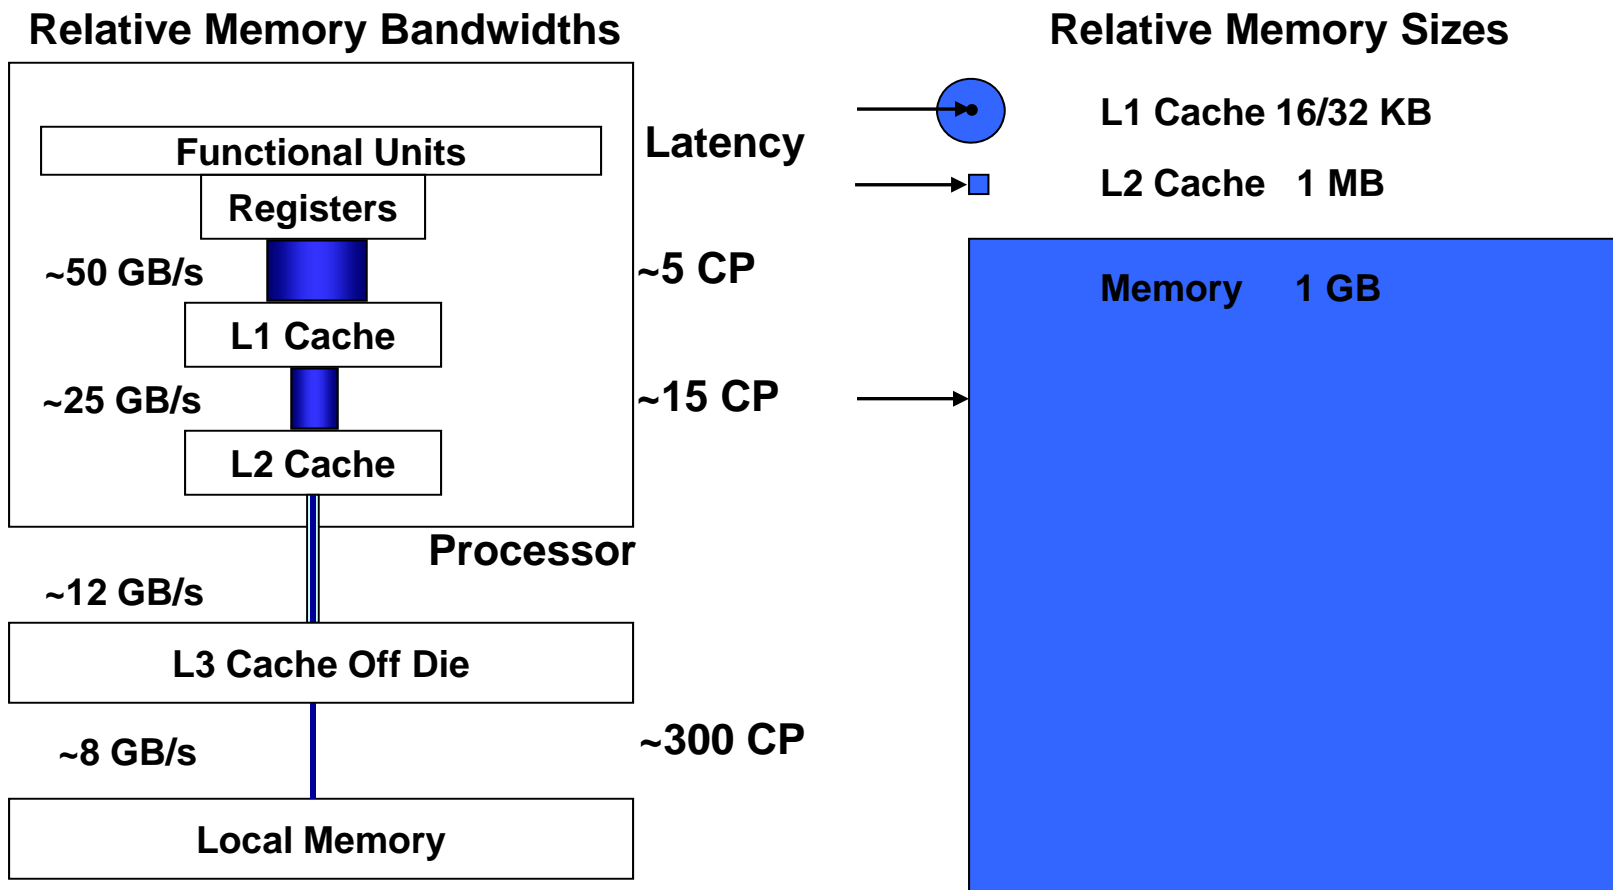 Relative Memory Bandwidths
Functional Units
Registers
~50 GB/s
L1 Cache
~25 GB/s
L2 Cache
Processor
~12 GB/s
L3 Cache Off Die
~8 GB/s
Local Memory
Latency
~5 CP
~15 CP
~300 CP
Relative Memory Sizes
L1 Cache 16/32 KB
L2 Cache 1 MB
Memory 1 GB